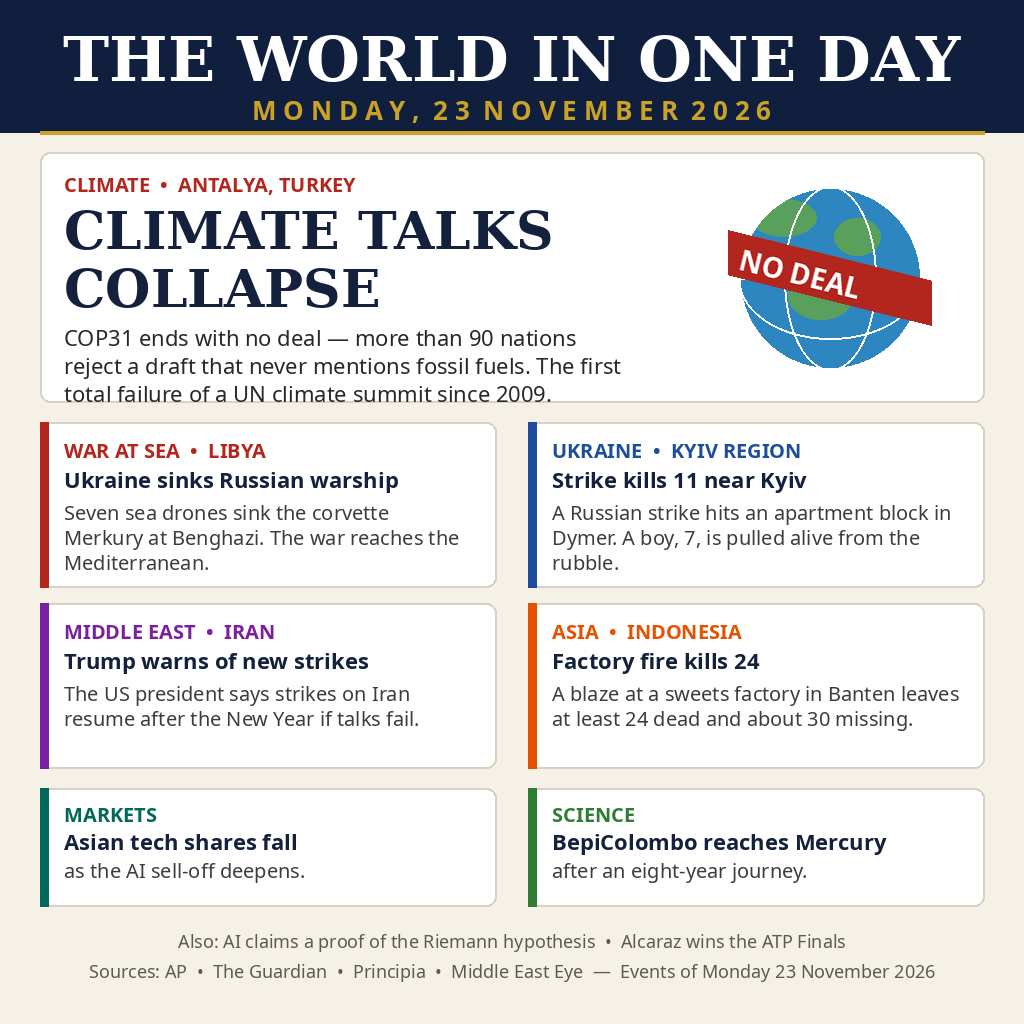 THE WORLD IN ONE DAY
MONDAY, 23 NOVEMBER 2026
CLIMATE • ANTALYA, TURKEY
CLIMATE TALKS
COLLAPSE
COP31 ends with no deal — more than 90 nations
reject a draft that never mentions fossil fuels. The first
total failure of a UN climate summit since 2009.
NO DEAL
WAR AT SEA • LIBYA
Ukraine sinks Russian warship
Seven sea drones sink the corvette
Merkury at Benghazi. The war reaches the
Mediterranean.
UKRAINE • KYIV REGION
Strike kills 11 near Kyiv
A Russian strike hits an apartment block in
Dymer. A boy, 7, is pulled alive from the
rubble.
MIDDLE EAST • IRAN
Trump warns of new strikes
The US president says strikes on Iran
resume after the New Year if talks fail.
ASIA • INDONESIA
Factory fire kills 24
A blaze at a sweets factory in Banten leaves
at least 24 dead and about 30 missing.
MARKETS
Asian tech shares fall
as the AI sell-off deepens.
SCIENCE
BepiColombo reaches Mercury
after an eight-year journey.
Also: AI claims a proof of the Riemann hypothesis • Alcaraz wins the ATP Finals
Sources: AP • The Guardian • Principia • Middle East Eye — Events of Monday 23 November 2026